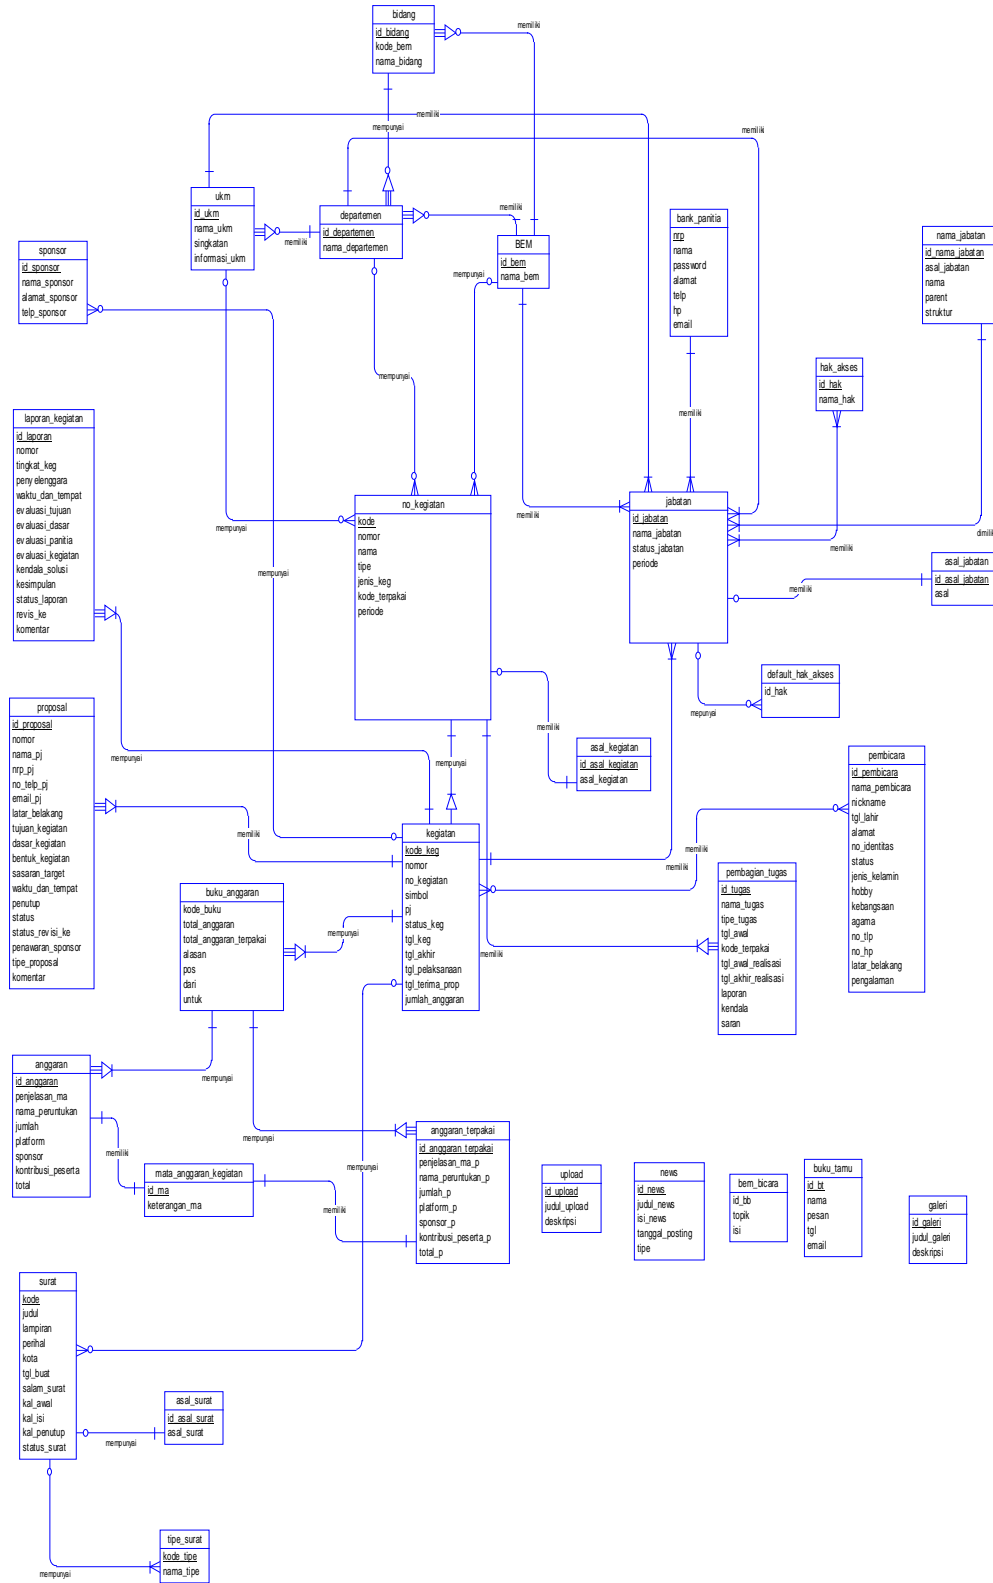 bidang
id_bidang
kode_bem
nama_bidang
memiliki
memiliki
mempunyai
memiliki
ukm
id_ukm
nama_ukm
singkatan
informasi_ukm
memiliki
departemen
id_departemen
nama_departemen
memiliki
BEM
id_bem
nama_bem
mempunyai
bank_panitia
nrp
nama
password
alamat
telp
hp
email
nama_jabatan
id_nama_jabatan
asal_jabatan
nama
parent
struktur
sponsor
id_sponsor
nama_sponsor
alamat_sponsor
telp_sponsor
mempunyai
hak_akses
id_hak
nama_hak
memiliki
laporan_kegiatan
id_laporan
nomor
tingkat_keg
penyelenggara
waktu_dan_tempat
evaluasi_tujuan
evaluasi_dasar
evaluasi_panitia
evaluasi_kegiatan
kendala_solusi
kesimpulan
status_laporan
revis_ke
komentar
no_kegiatan
kode
nomor
nama
tipe
jenis_keg
kode_terpakai
periode
mempunyai
mempunyai
memiliki
jabatan
id_jabatan
nama_jabatan
status_jabatan
periode
memiliki
dimiliki
asal_jabatan
id_asal_jabatan
asal
memiliki
default_hak_akses
id_hak
mepunyai
proposal
id_proposal
nomor
nama_pj
nrp_pj
no_telp_pj
email_pj
latar_belakang
tujuan_kegiatan
dasar_kegiatan
bentuk_kegiatan
sasaran_target
waktu_dan_tempat
penutup
status
status_revisi_ke
penawaran_sponsor
tipe_proposal
komentar
mempunyai
mempunyai
memiliki
asal_kegiatan
id_asal_kegiatan
asal_kegiatan
pembicara
id_pembicara
nama_pembicara
nickname
tgl_lahir
alamat
no_identitas
status
jenis_kelamin
hobby
kebangsaan
agama
no_tlp
no_hp
latar_belakang
pengalaman
memiliki
kegiatan
kode_keg
nomor
no_kegiatan
simbol
pj
status_keg
tgl_keg
tgl_akhir
tgl_pelaksanaan
tgl_terima_prop
jumlah_anggaran
memiliki
memiliki
memiliki
pembagian_tugas
id_tugas
nama_tugas
tipe_tugas
tgl_awal
kode_terpakai
tgl_awal_realisasi
tgl_akhir_realisasi
laporan
kendala
saran
buku_anggaran
kode_buku
total_anggaran
total_anggaran_terpakai
alasan
pos
dari
untuk
mempunyai
anggaran
id_anggaran
penjelasan_ma
nama_peruntukan
jumlah
platform
sponsor
kontribusi_peserta
total
mempunyai
memiliki
mempunyai
mempunyai
mata_anggaran_kegiatan
id_ma
keterangan_ma
memiliki
anggaran_terpakai
id_anggaran_terpakai
penjelasan_ma_p
nama_peruntukan_p
jumlah_p
platform_p
sponsor_p
kontribusi_peserta_p
total_p
upload
id_upload
judul_upload
deskripsi
news
id_news
judul_news
isi_news
tanggal_posting
tipe
bem_bicara
id_bb
topik
isi
buku_tamu
id_bt
nama
pesan
tgl
email
galeri
id_galeri
judul_galeri
deskripsi
surat
kode
judul
lampiran
perihal
kota
tgl_buat
salam_surat
kal_awal
kal_isi
kal_penutup
status_surat
mempunyai
asal_surat
id_asal_surat
asal_surat
mempunyai
tipe_surat
kode_tipe
nama_tipe